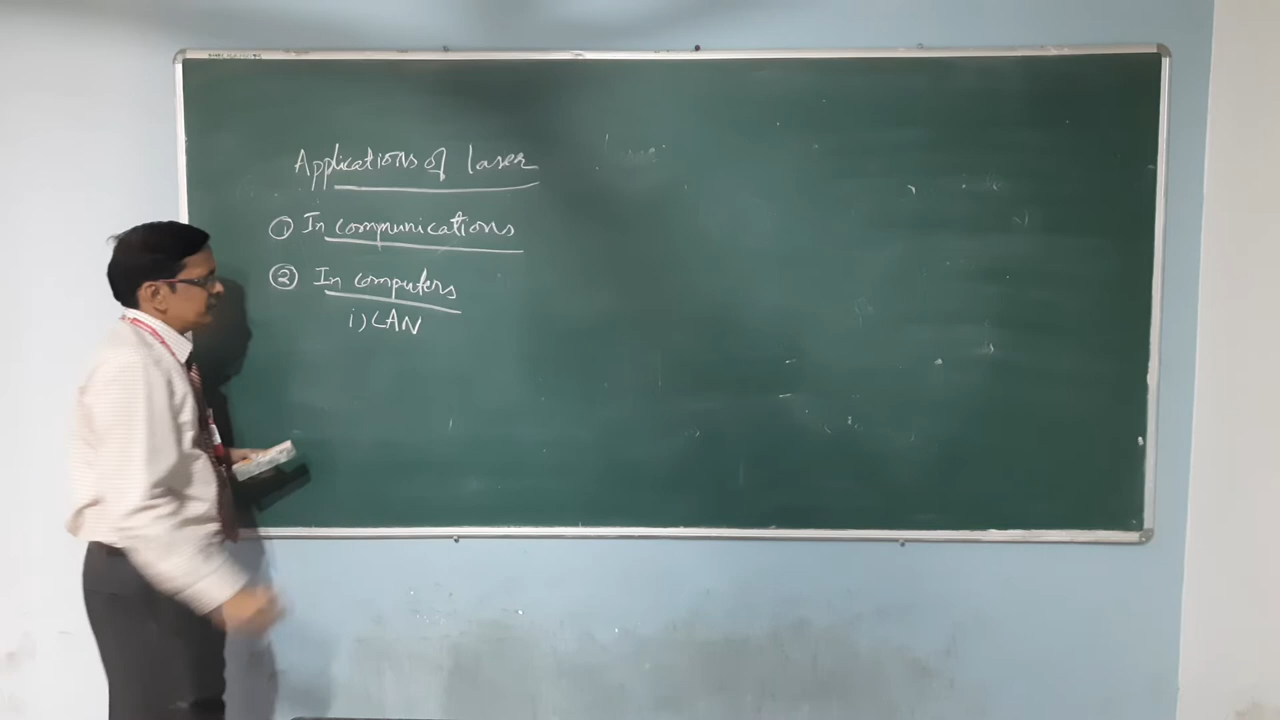 Applications of laser
① In communications
② In computers
i) LAN